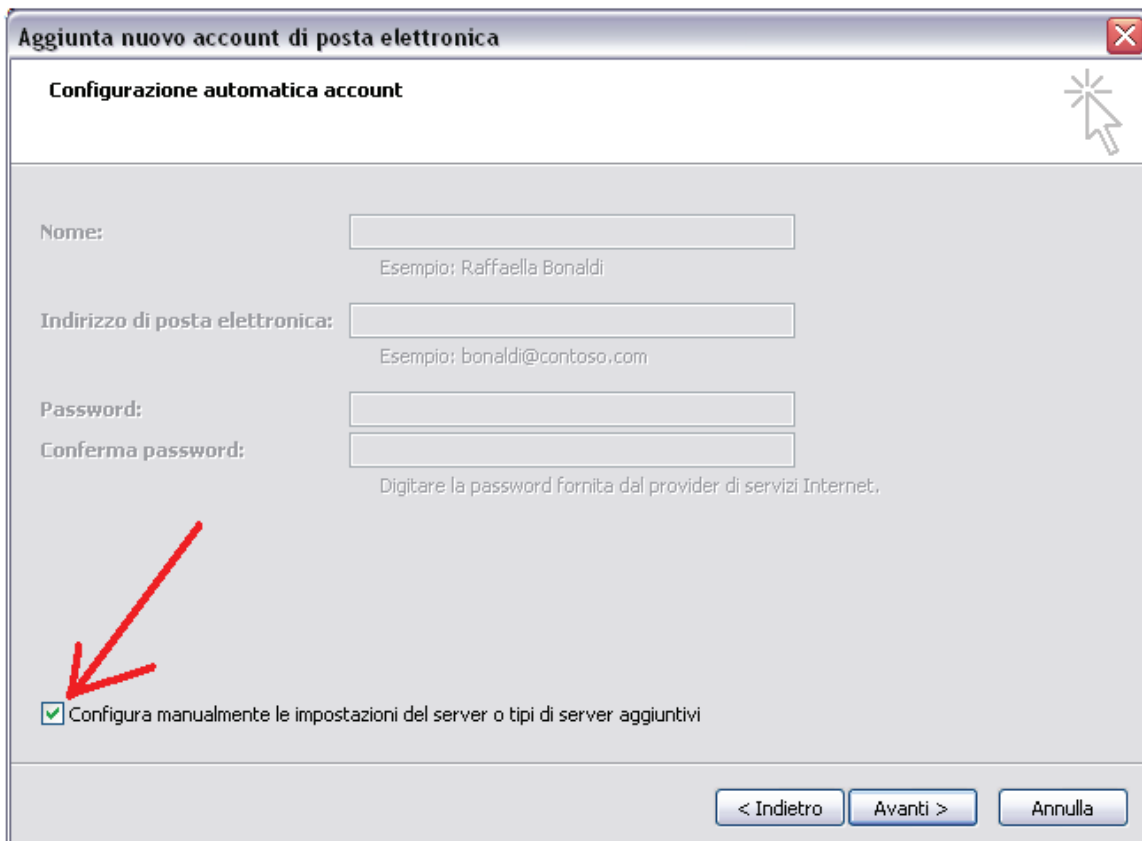 Aggiunta nuovo account di posta elettronica
Configurazione automatica account
Nome:
Esempio: Raffaella Bonaldi
Indirizzo di posta elettronica:
Esempio: bonaldi@contoso.com
Password:
Conferma password:
Digitare la password fornita dal provider di servizi Internet.
Configura manualmente le impostazioni del server o tipi di server aggiuntivi
< Indietro Avanti > Annulla